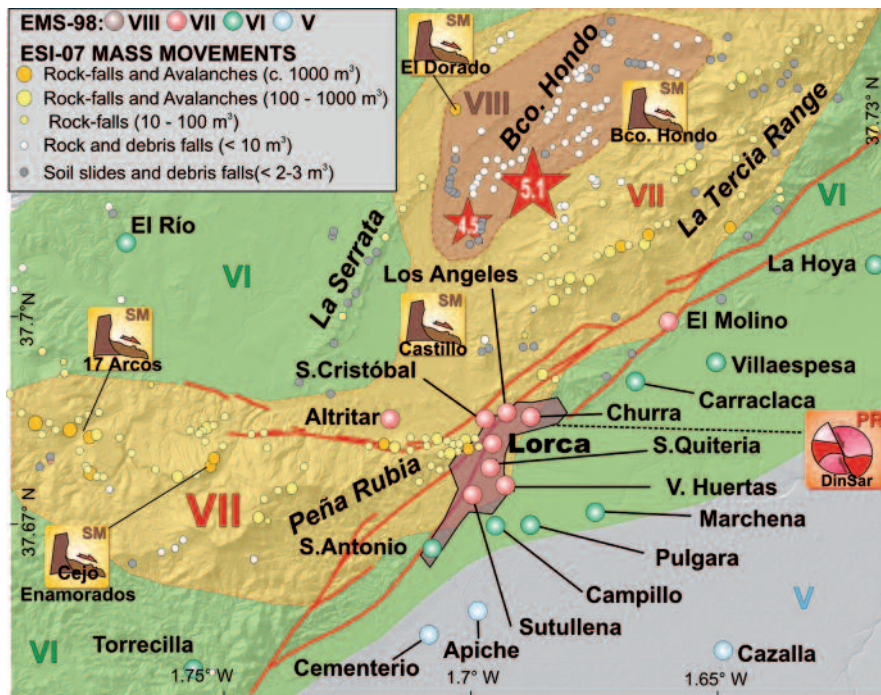 EMS-98: VIII VII VI V
ESI-07 MASS MOVEMENTS
Rock-falls and Avalanches (c. 1000 m³)
Rock-falls and Avalanches (100 - 1000 m³)
Rock-falls (10 - 100 m³)
Rock and debris falls (< 10 m³)
Soil slides and debris falls(< 2-3 m³)
SM
El Dorado
VIII
Bco. Hondo
SM
Bco. Hondo
37.73° N
5.1
4.5
VII
La Tercia Range
VI
El Río
VI
La Serrata
Los Angeles
La Hoya
37.7° N
SM
17 Arcos
SM
Castillo
El Molino
S.Cristóbal
Villaespesa
Altritar
Churra
Carraclaca
Lorca
PR
DinSar
S.Quiteria
Peña Rubia
VII
V. Huertas
37.67° N
SM
Cejo
Enamorados
S.Antonio
Marchena
Pulgara
Campillo
Sutullena
V
VI
Torrecilla
Cementerio
Apiche
Cazalla
1.75° W
1.7° W
1.65° W